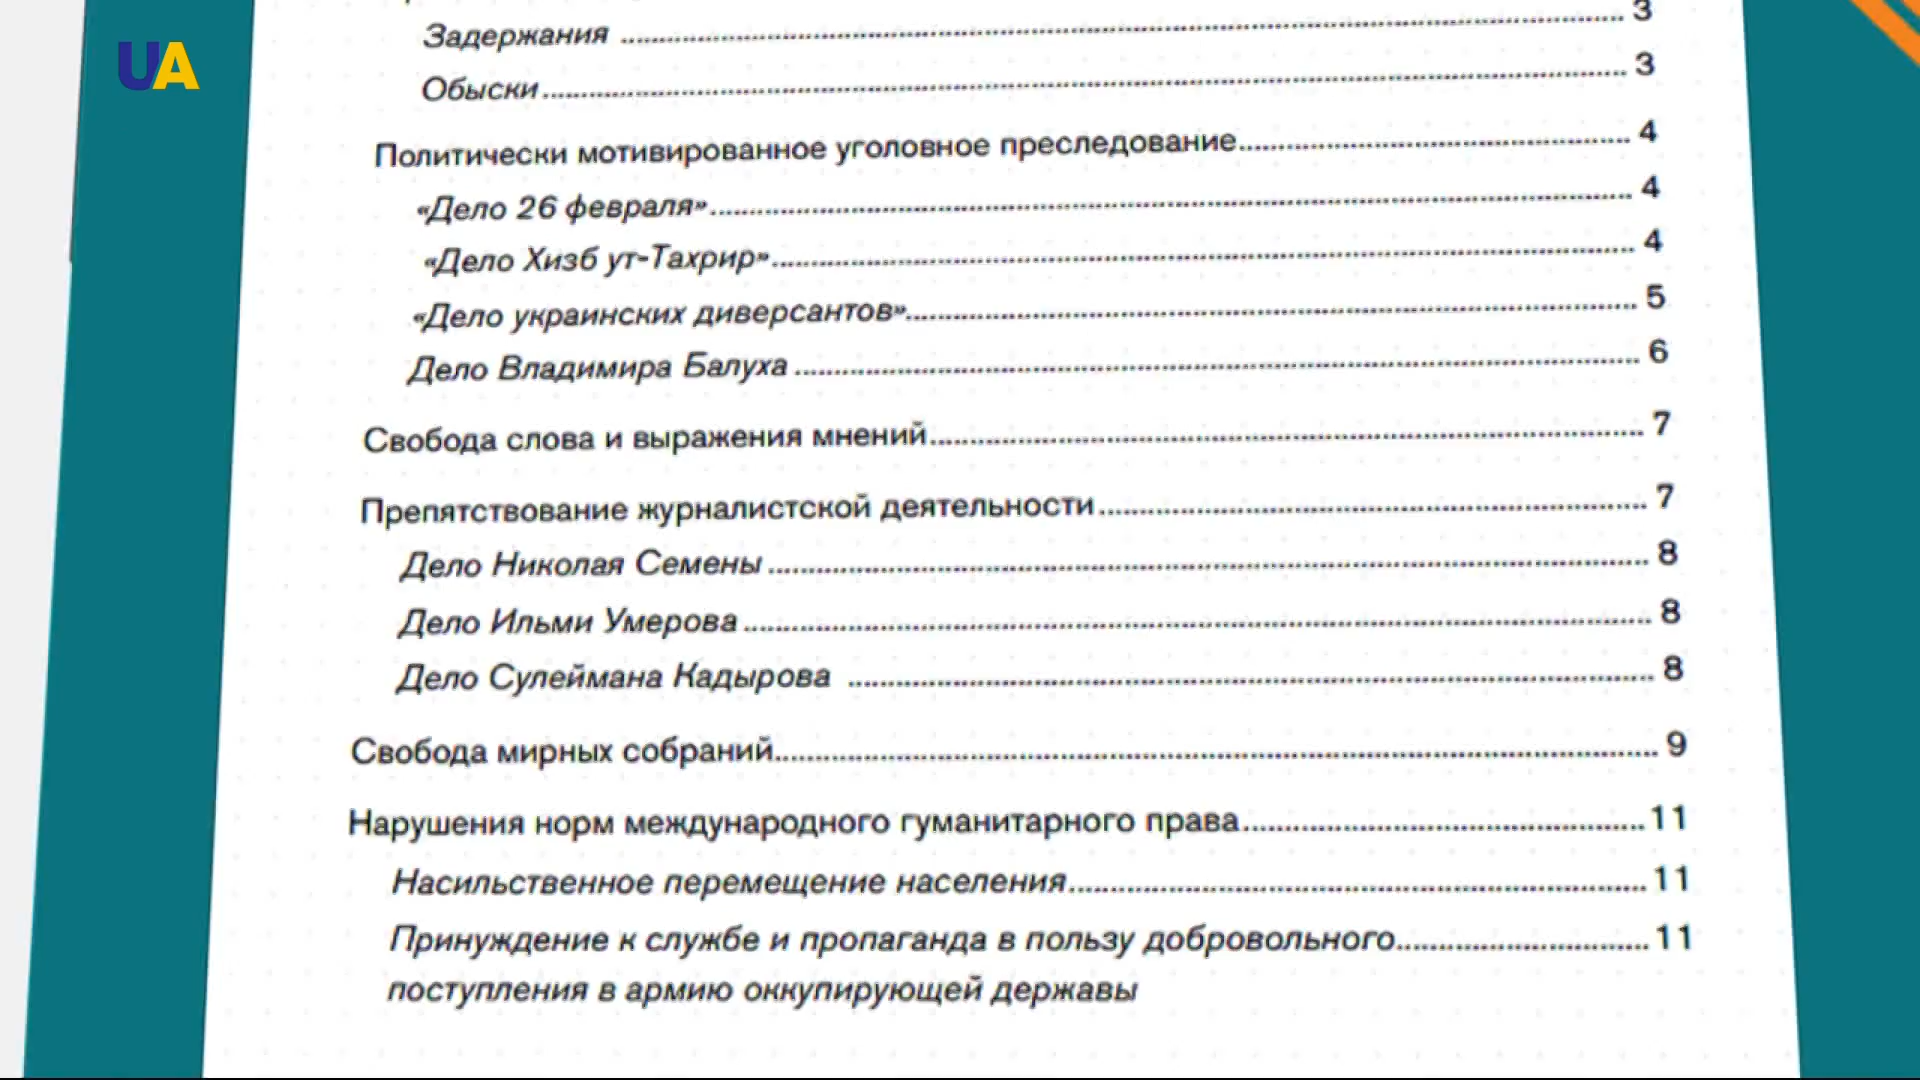 UA
Задержания ........ 3
Обыски ........ 3
Политически мотивированное уголовное преследование ........ 4
«Дело 26 февраля» ........ 4
«Дело Хизб ут-Тахрир» ........ 4
«Дело украинских диверсантов» ........ 5
Дело Владимира Балуха ........ 6
Свобода слова и выражения мнений ........ 7
Препятствование журналистской деятельности ........ 7
Дело Николая Семены ........ 8
Дело Ильми Умерова ........ 8
Дело Сулеймана Кадырова ........ 8
Свобода мирных собраний ........ 9
Нарушения норм международного гуманитарного права ........ 11
Насильственное перемещение населения ........ 11
Принуждение к службе и пропаганда в пользу добровольного ........ 11
поступления в армию оккупирующей державы